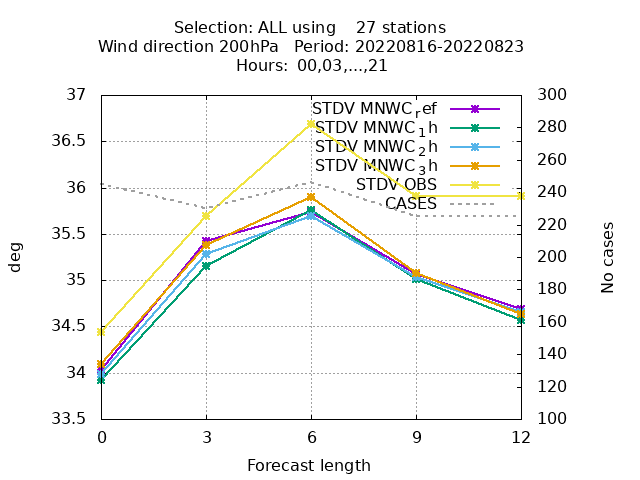 Selection: ALL using    27 stations
Wind direction 200hPa   Period: 20220816-20220823
Hours:  00,03,...,21
37 300
36.5 280
36 260
35.5 240
35 220
34.5 200
34 180
33.5 160
140
120
100
STDV MNWC_ref
STDV MNWC_1h
STDV MNWC_2h
STDV MNWC_3h
STDV OBS
CASES
deg
No cases
0 3 6 9 12
Forecast length